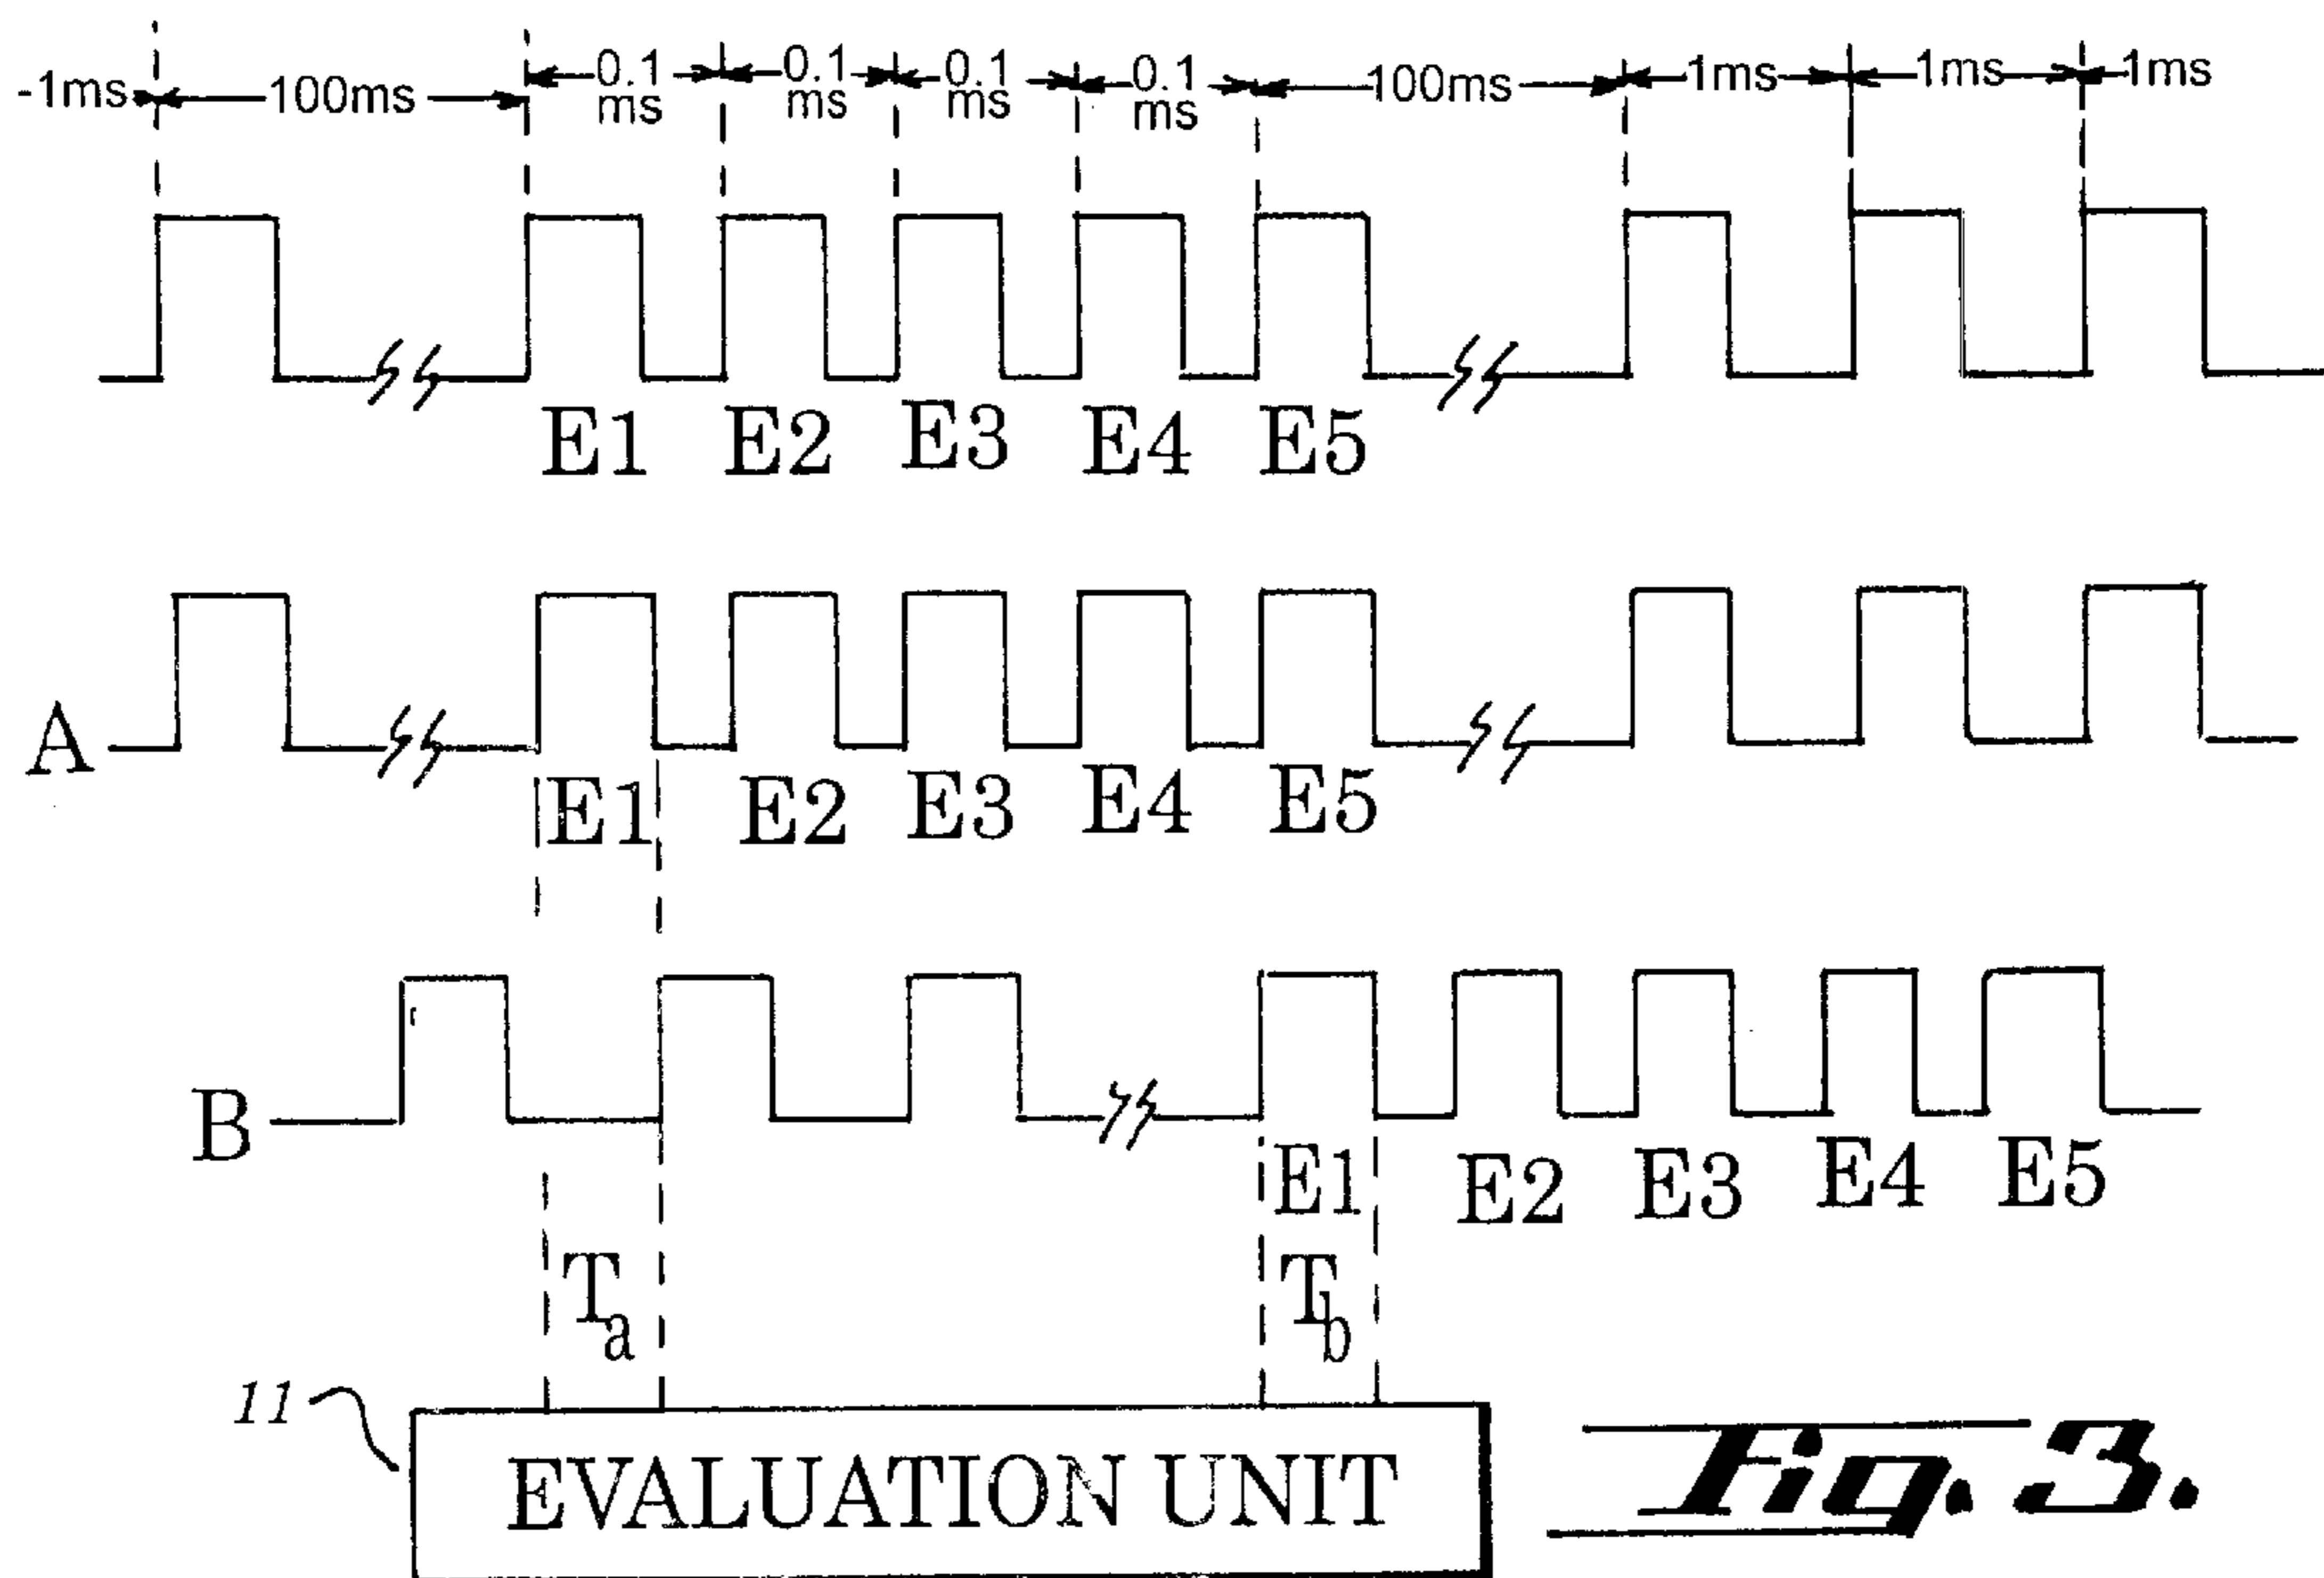 -1ms 100ms 0.1 ms 0.1 ms 0.1 ms 0.1 ms 100ms 1ms 1ms 1ms
E1 E2 E3 E4 E5
A
E1 E2 E3 E4 E5
B
E1 E2 E3 E4 E5
Ta Tb
11
EVALUATION UNIT
Fig. 3.